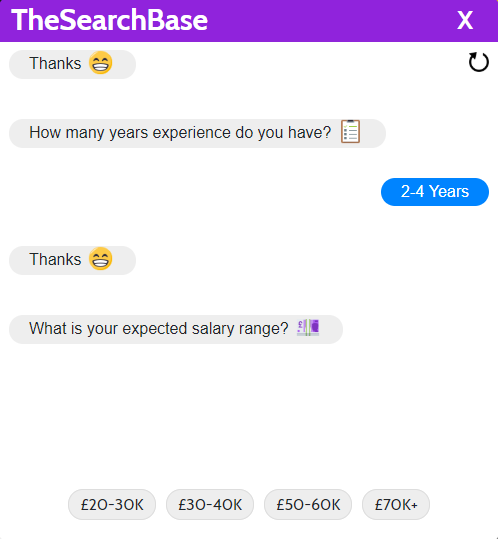 TheSearchBase X
Thanks 😁
How many years experience do you have? 📋
2-4 Years
Thanks 😁
What is your expected salary range? 💷
£20-30K £30-40K £50-60K £70K+